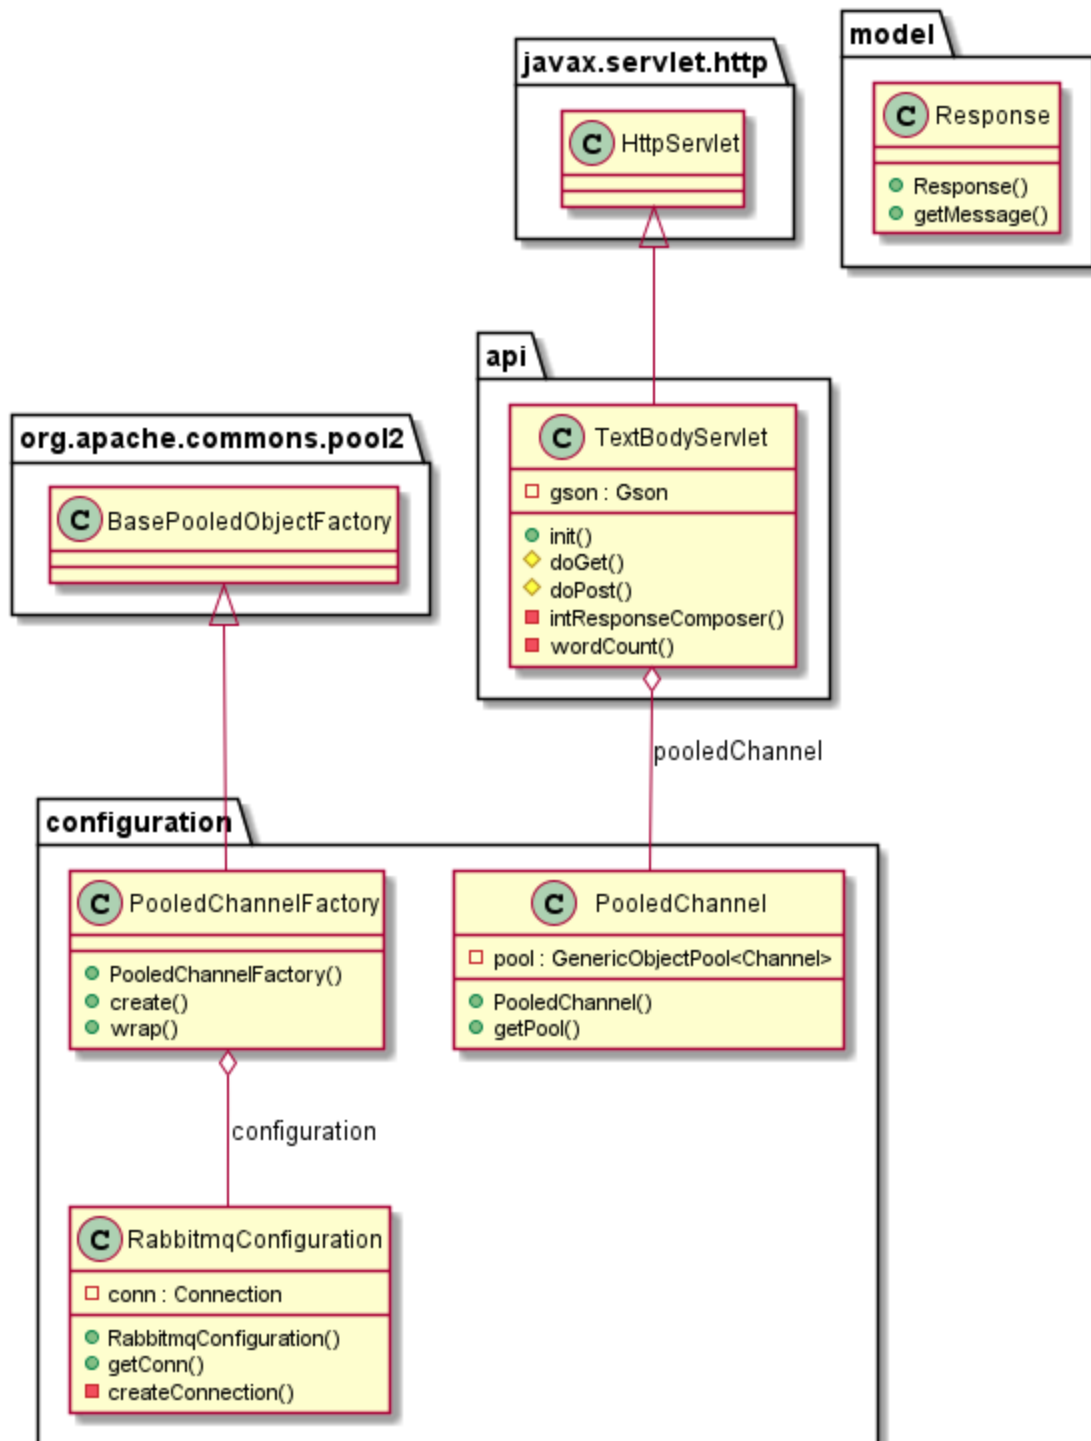 model
C Response
Response()
getMessage()
javax.servlet.http
C HttpServlet
api
C TextBodyServlet
gson : Gson
init()
doGet()
doPost()
intResponseComposer()
wordCount()
org.apache.commons.pool2
C BasePooledObjectFactory
pooledChannel
configuration
C PooledChannelFactory
PooledChannelFactory()
create()
wrap()
C PooledChannel
pool : GenericObjectPool<Channel>
PooledChannel()
getPool()
configuration
C RabbitmqConfiguration
conn : Connection
RabbitmqConfiguration()
getConn()
createConnection()